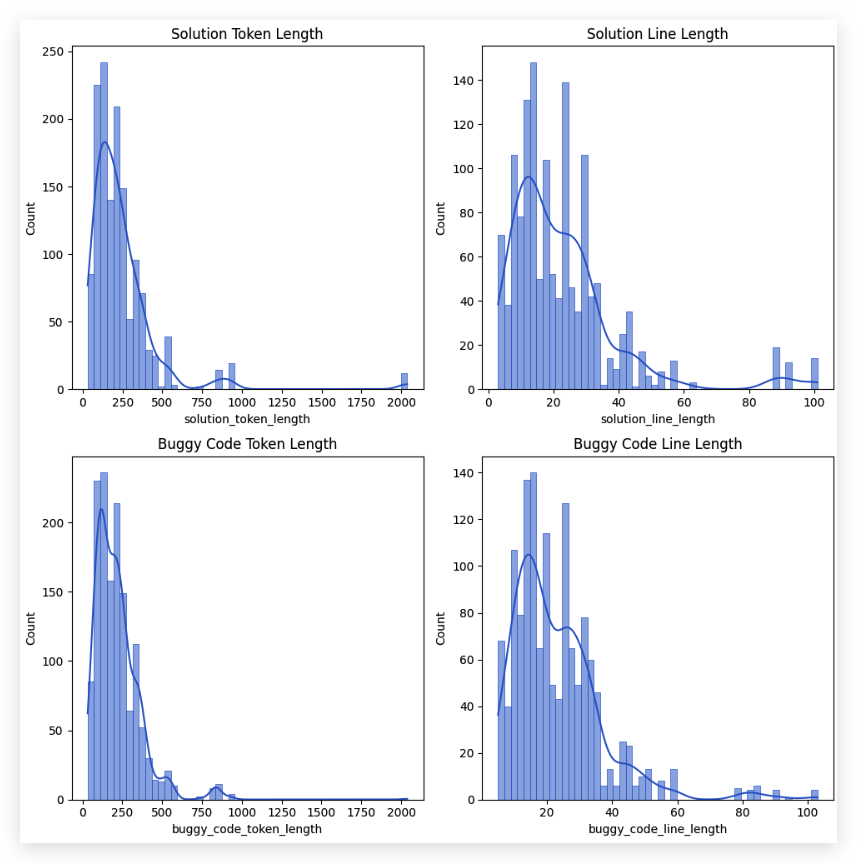 Solution Token Length
Count
250
200
150
100
50
0
0 250 500 750 1000 1250 1500 1750 2000
solution_token_length
Solution Line Length
Count
140
120
100
80
60
40
20
0
0 20 40 60 80 100
solution_line_length
Buggy Code Token Length
Count
200
150
100
50
0
0 250 500 750 1000 1250 1500 1750 2000
buggy_code_token_length
Buggy Code Line Length
Count
140
120
100
80
60
40
20
0
20 40 60 80 100
buggy_code_line_length